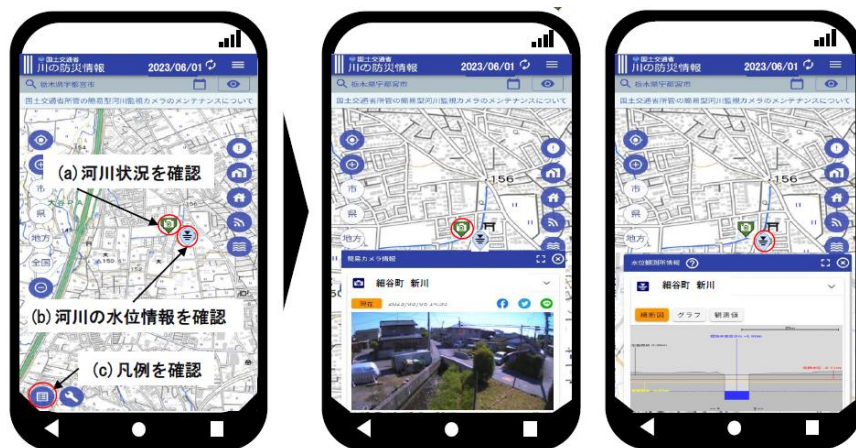 国土交通省
川の防災情報 2023/06/01
栃木県宇都宮市
国土交通省所管の簡易型河川監視カメラのメンテナンスについて
(a)河川状況を確認
156
市
県
地方
全国
(b)河川の水位情報を確認
(c)凡例を確認
国土交通省
川の防災情報 2023/06/01
栃木県宇都宮市
国土交通省所管の簡易型河川監視カメラのメンテナンスについて
156
市
県
地方
簡易カメラ情報
細谷町 新川
現在
国土交通省
川の防災情報 2023/06/01
栃木県宇都宮市
国土交通省所管の簡易型河川監視カメラのメンテナンスについて
156
市
県
地方
水位観測所情報
細谷町 新川
横断図 グラフ 観測値